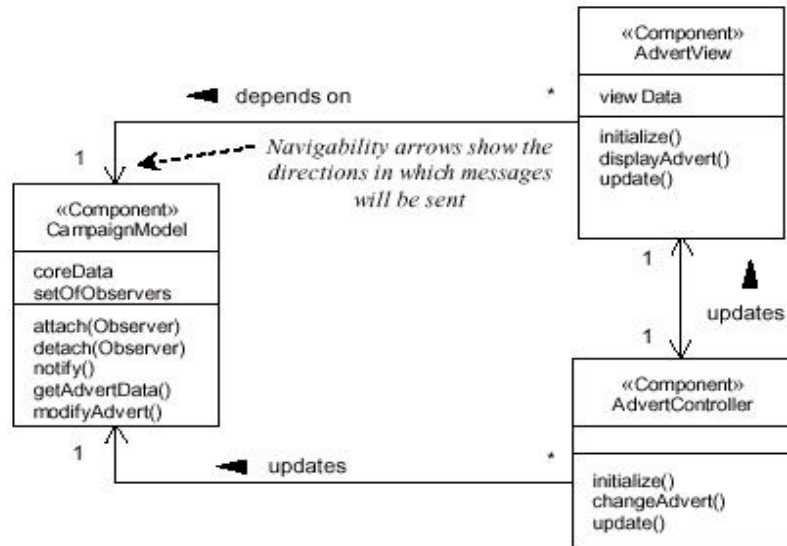 «Component»
AdvertView
view Data
initialize()
displayAdvert()
update()
depends on
*
1
Navigability arrows show the
directions in which messages
will be sent
«Component»
CampaignModel
coreData
setOfObservers
attach(Observer)
detach(Observer)
notify()
getAdvertData()
modifyAdvert()
1
updates
1
«Component»
AdvertController
initialize()
changeAdvert()
update()
1
updates
*